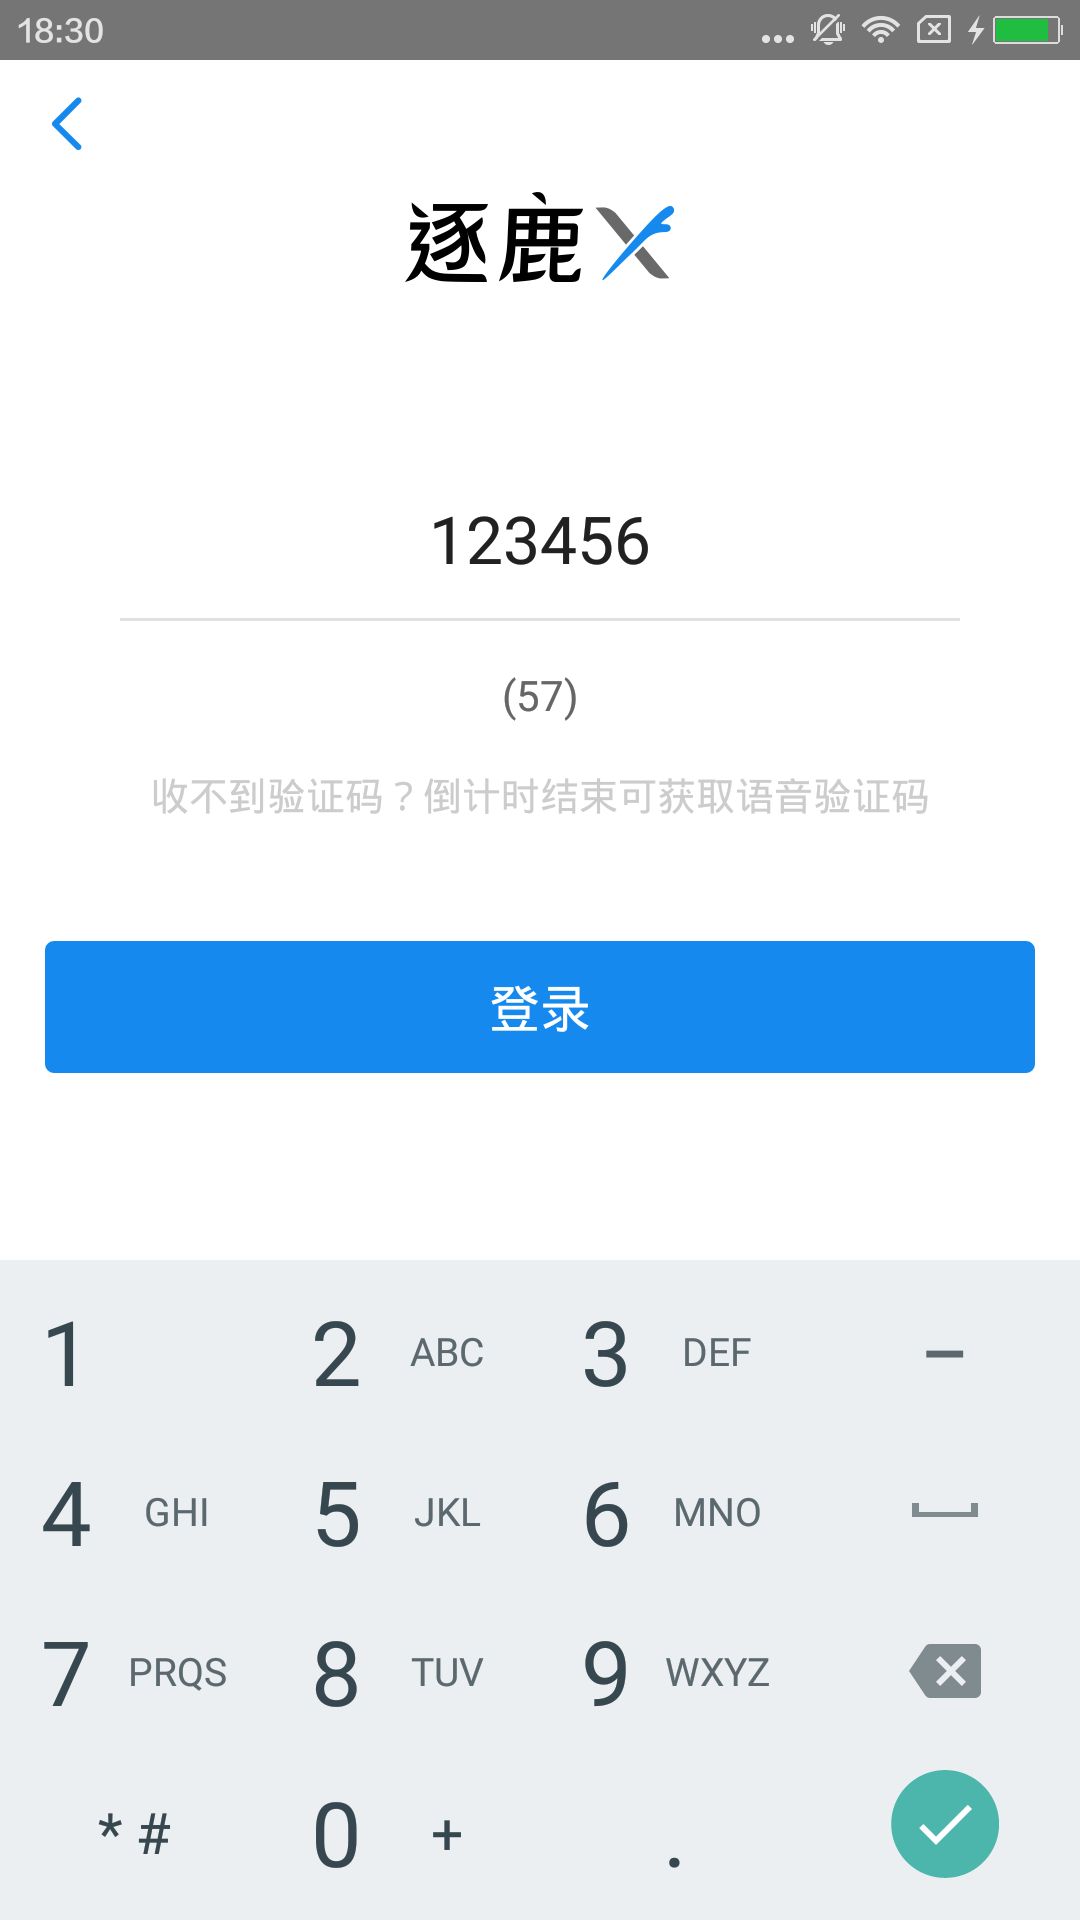 18:30
逐鹿X
123456
(57)
收不到验证码？倒计时结束可获取语音验证码
登录
1 2 ABC 3 DEF –
4 GHI 5 JKL 6 MNO
7 PRQS 8 TUV 9 WXYZ
* # 0 + .